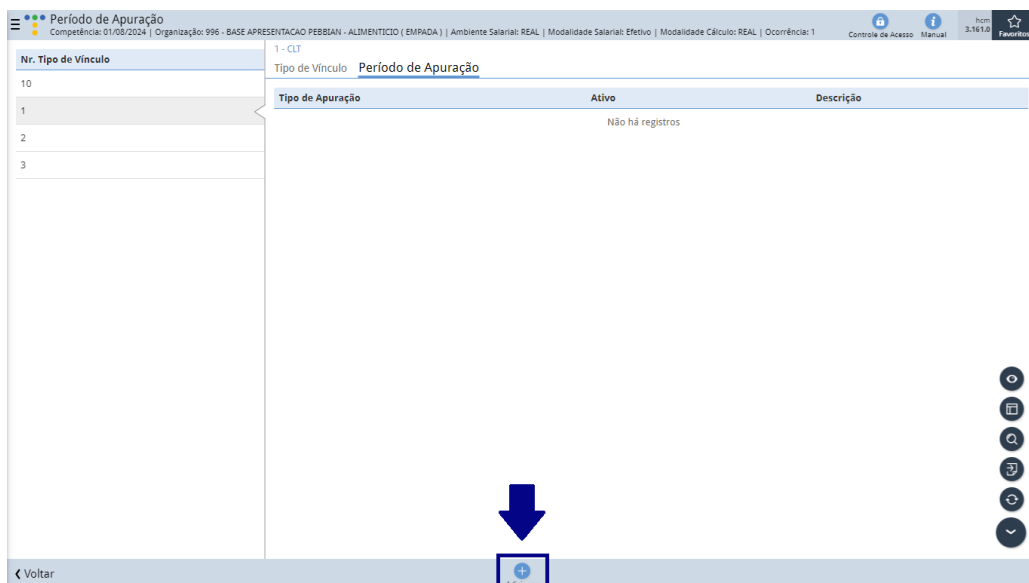 Período de Apuração
Competência: 01/08/2024 | Organização: 996 - BASE APRESENTACAO PEBBIAN - ALIMENTICIO ( EMPADA ) | Ambiente Salarial: REAL | Modalidade Salarial: Efetivo | Modalidade Cálculo: REAL | Ocorrência: 1
Controle de Acesso
Manual
hcm
3.161.0
Favoritos
Nr. Tipo de Vínculo
10
1
2
3
1 - CLT
Tipo de Vínculo Período de Apuração
Tipo de Apuração Ativo Descrição
Não há registros
Voltar